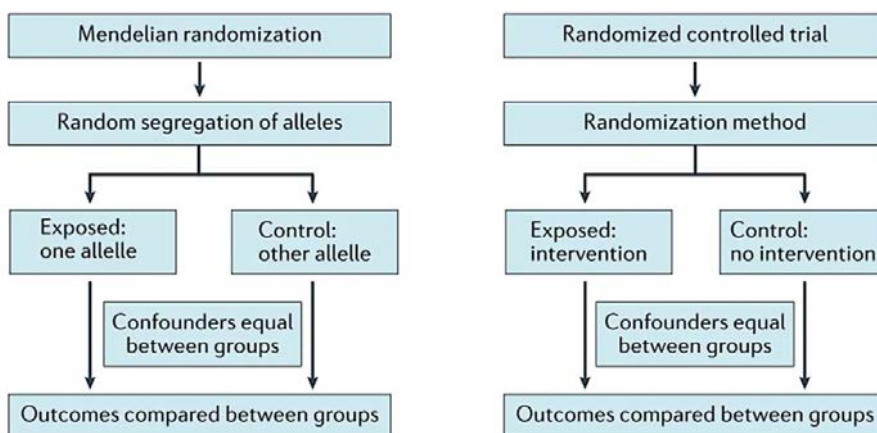 Mendelian randomization
Random segregation of alleles
Exposed:
one allelle
Control:
other allele
Confounders equal
between groups
Outcomes compared between groups
Randomized controlled trial
Randomization method
Exposed:
intervention
Control:
no intervention
Confounders equal
between groups
Outcomes compared between groups